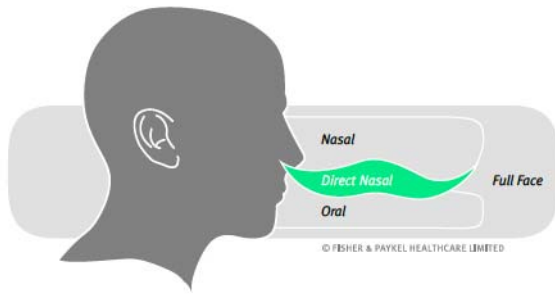 Nasal
Direct Nasal
Full Face
Oral
© FISHER & PAYKEL HEALTHCARE LIMITED